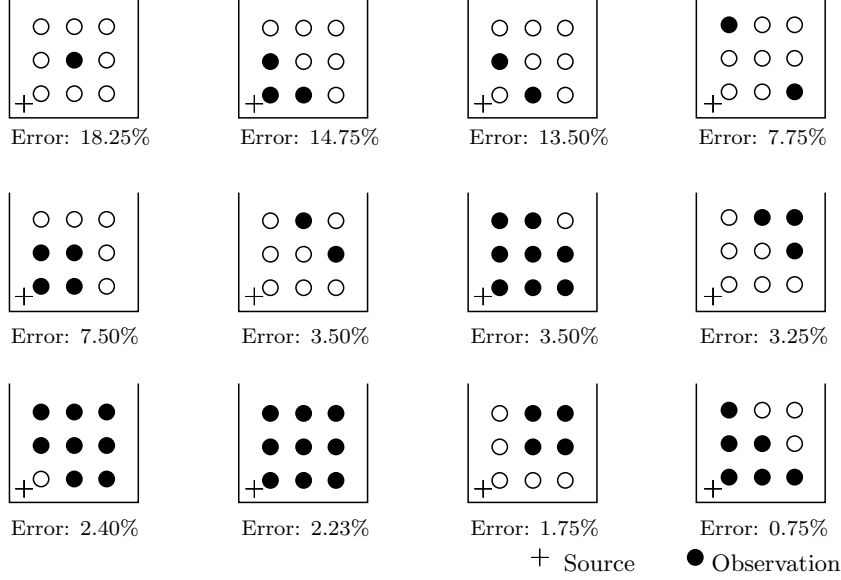 Error: 18.25% Error: 14.75% Error: 13.50% Error: 7.75%
Error: 7.50% Error: 3.50% Error: 3.50% Error: 3.25%
Error: 2.40% Error: 2.23% Error: 1.75% Error: 0.75%
+ Source ● Observation